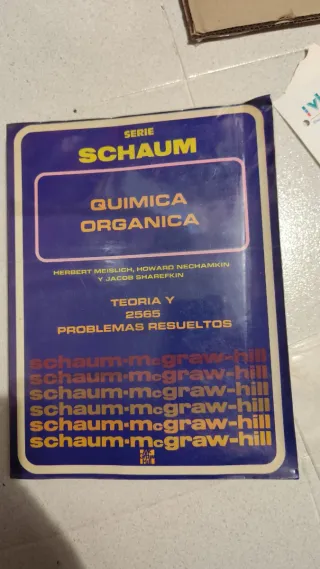 SERIE
SCHAUM
QUIMICA
ORGANICA
HERBERT MEISLICH, HOWARD NECHAMKIN
Y JACOB SHAREFKIN
TEORIA Y
2565
PROBLEMAS RESUELTOS
schaum-mcgraw-hill
schaum-mcgraw-hill
schaum-mcgraw-hill
schaum-mcgraw-hill
schaum-mcgraw-hill
schaum-mcgraw-hill